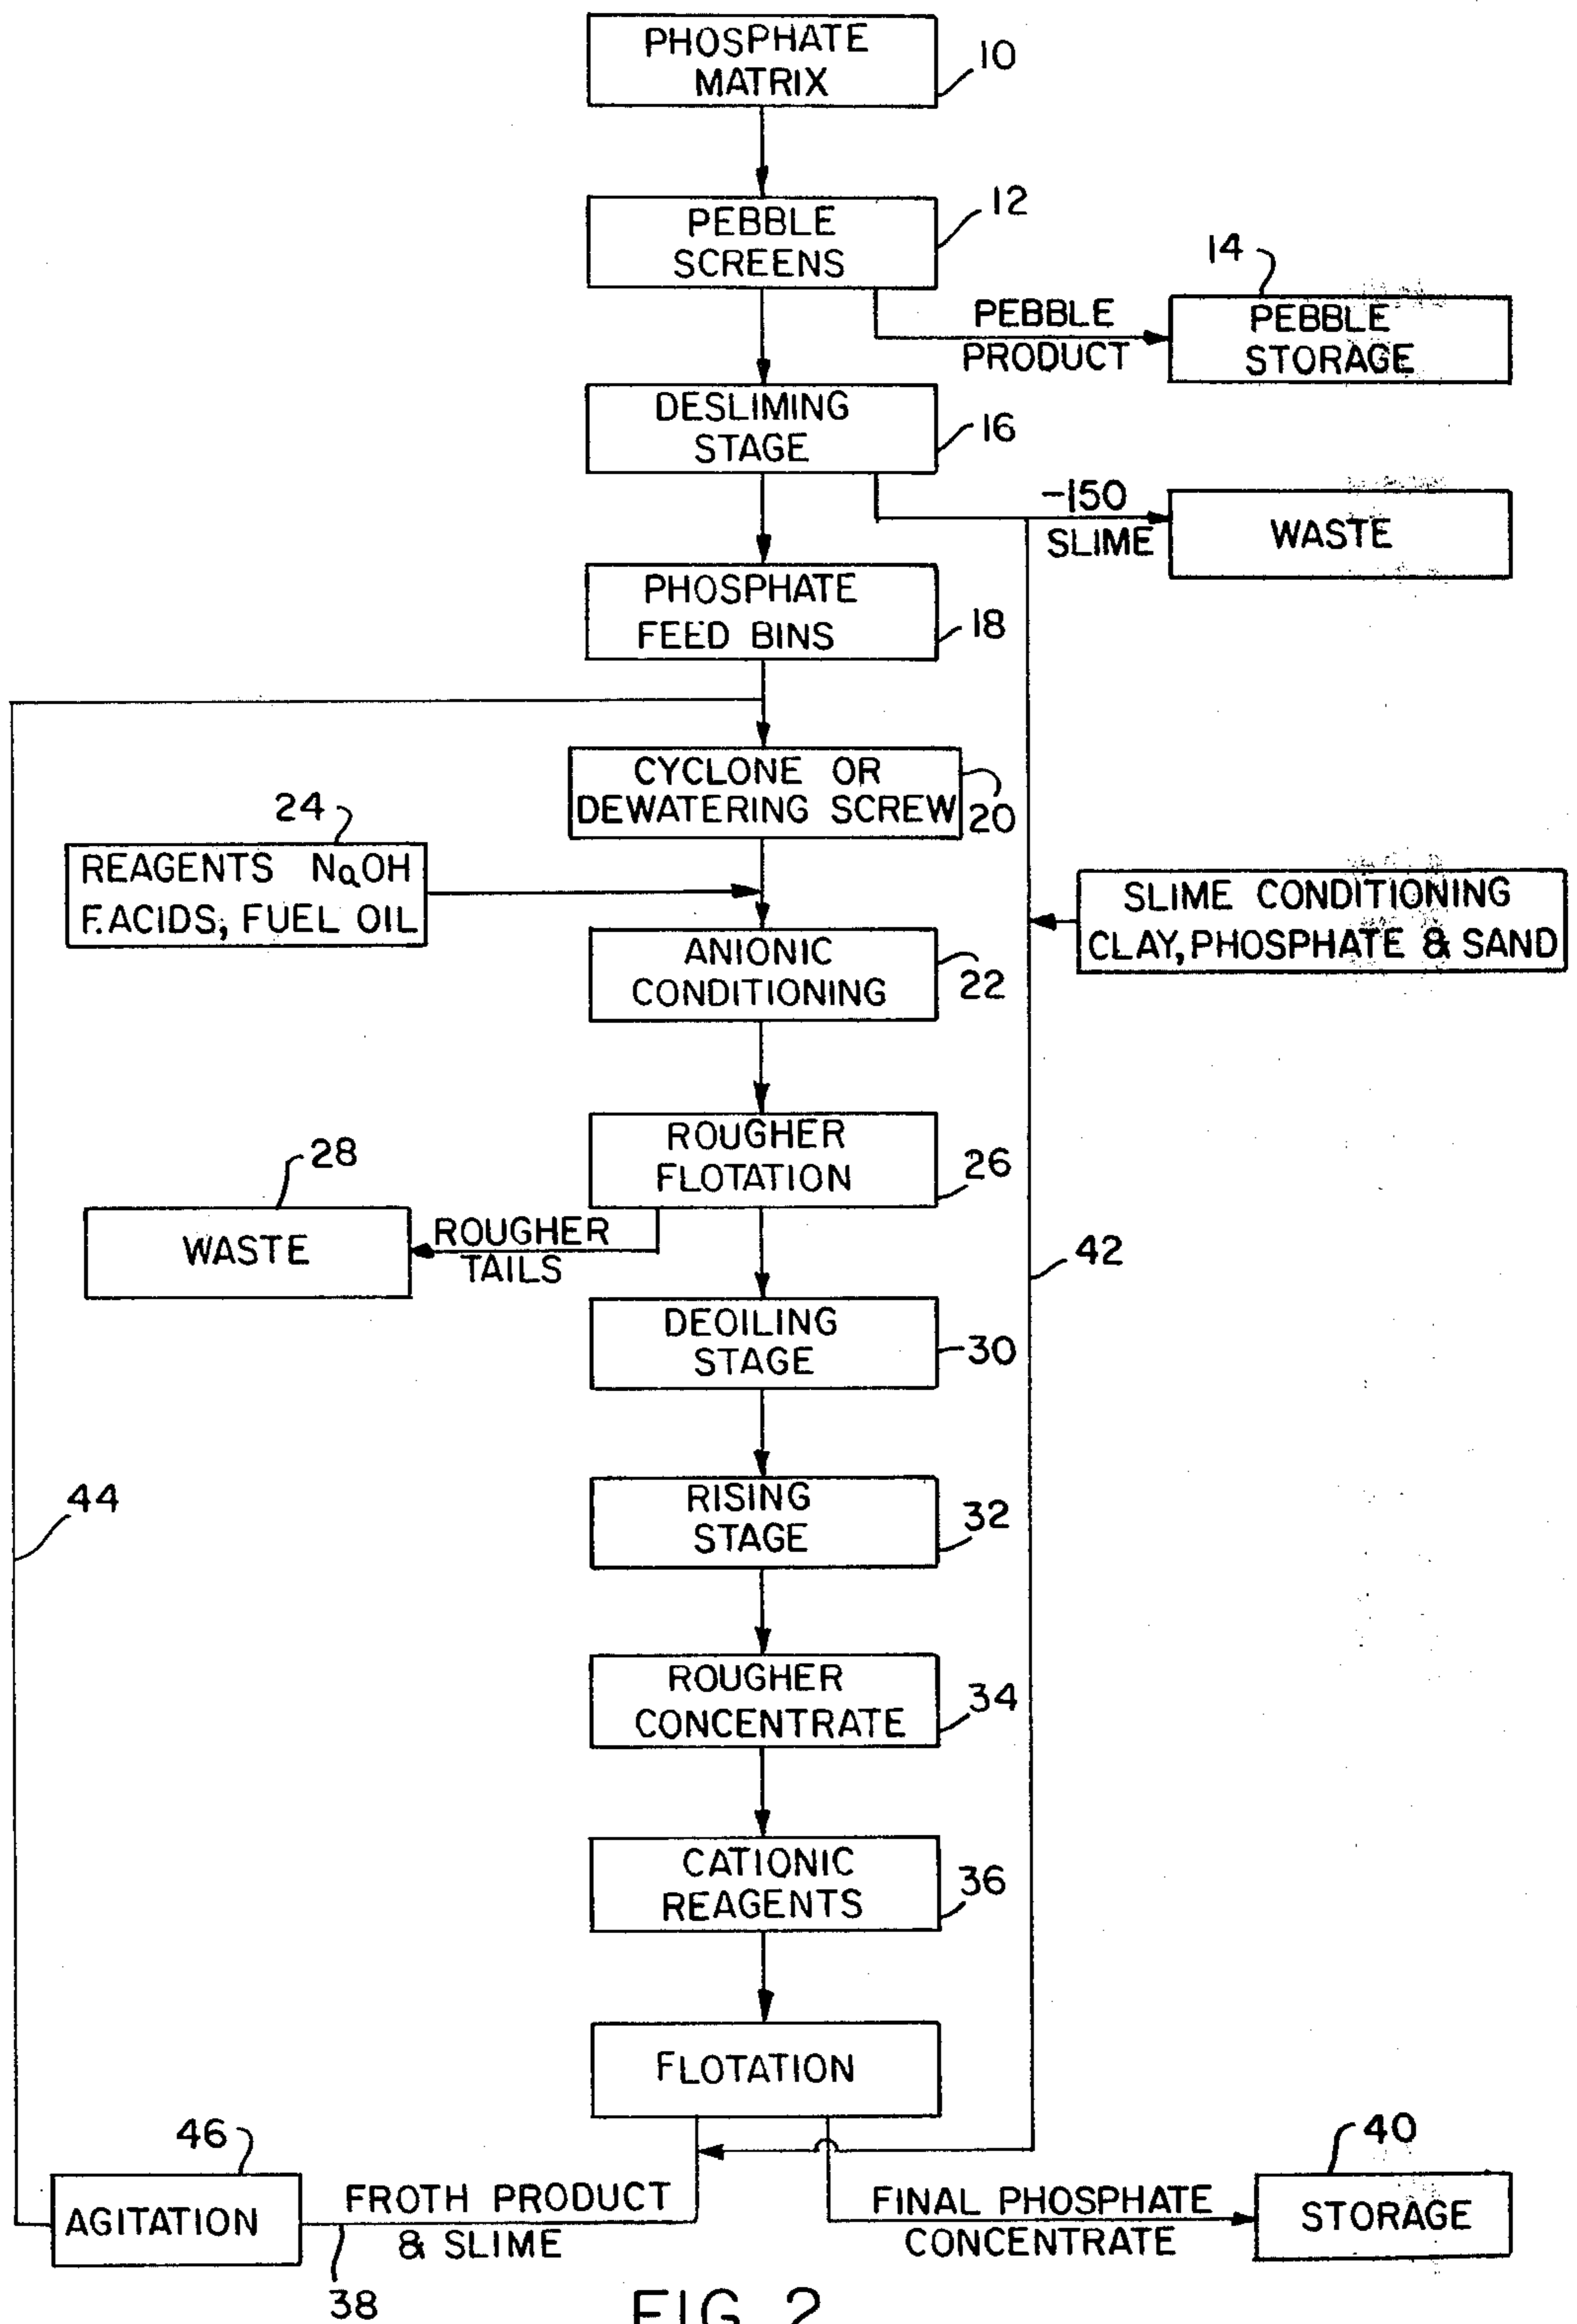 PHOSPHATE
MATRIX
10
PEBBLE
SCREENS
12
14
PEBBLE
PRODUCT
PEBBLE
STORAGE
DESLIMING
STAGE
16
-150
SLIME
WASTE
PHOSPHATE
FEED BINS
18
CYCLONE OR
DEWATERING SCREW
20
24
REAGENTS NaOH
F.ACIDS, FUEL OIL
SLIME CONDITIONING
CLAY, PHOSPHATE & SAND
ANIONIC
CONDITIONING
22
ROUGHER
FLOTATION
26
28
WASTE
ROUGHER
TAILS
42
DEOILING
STAGE
30
44
RISING
STAGE
32
ROUGHER
CONCENTRATE
34
CATIONIC
REAGENTS
36
FLOTATION
46
AGITATION
FROTH PRODUCT
& SLIME
38
FINAL PHOSPHATE
CONCENTRATE
40
STORAGE
FIG. 2